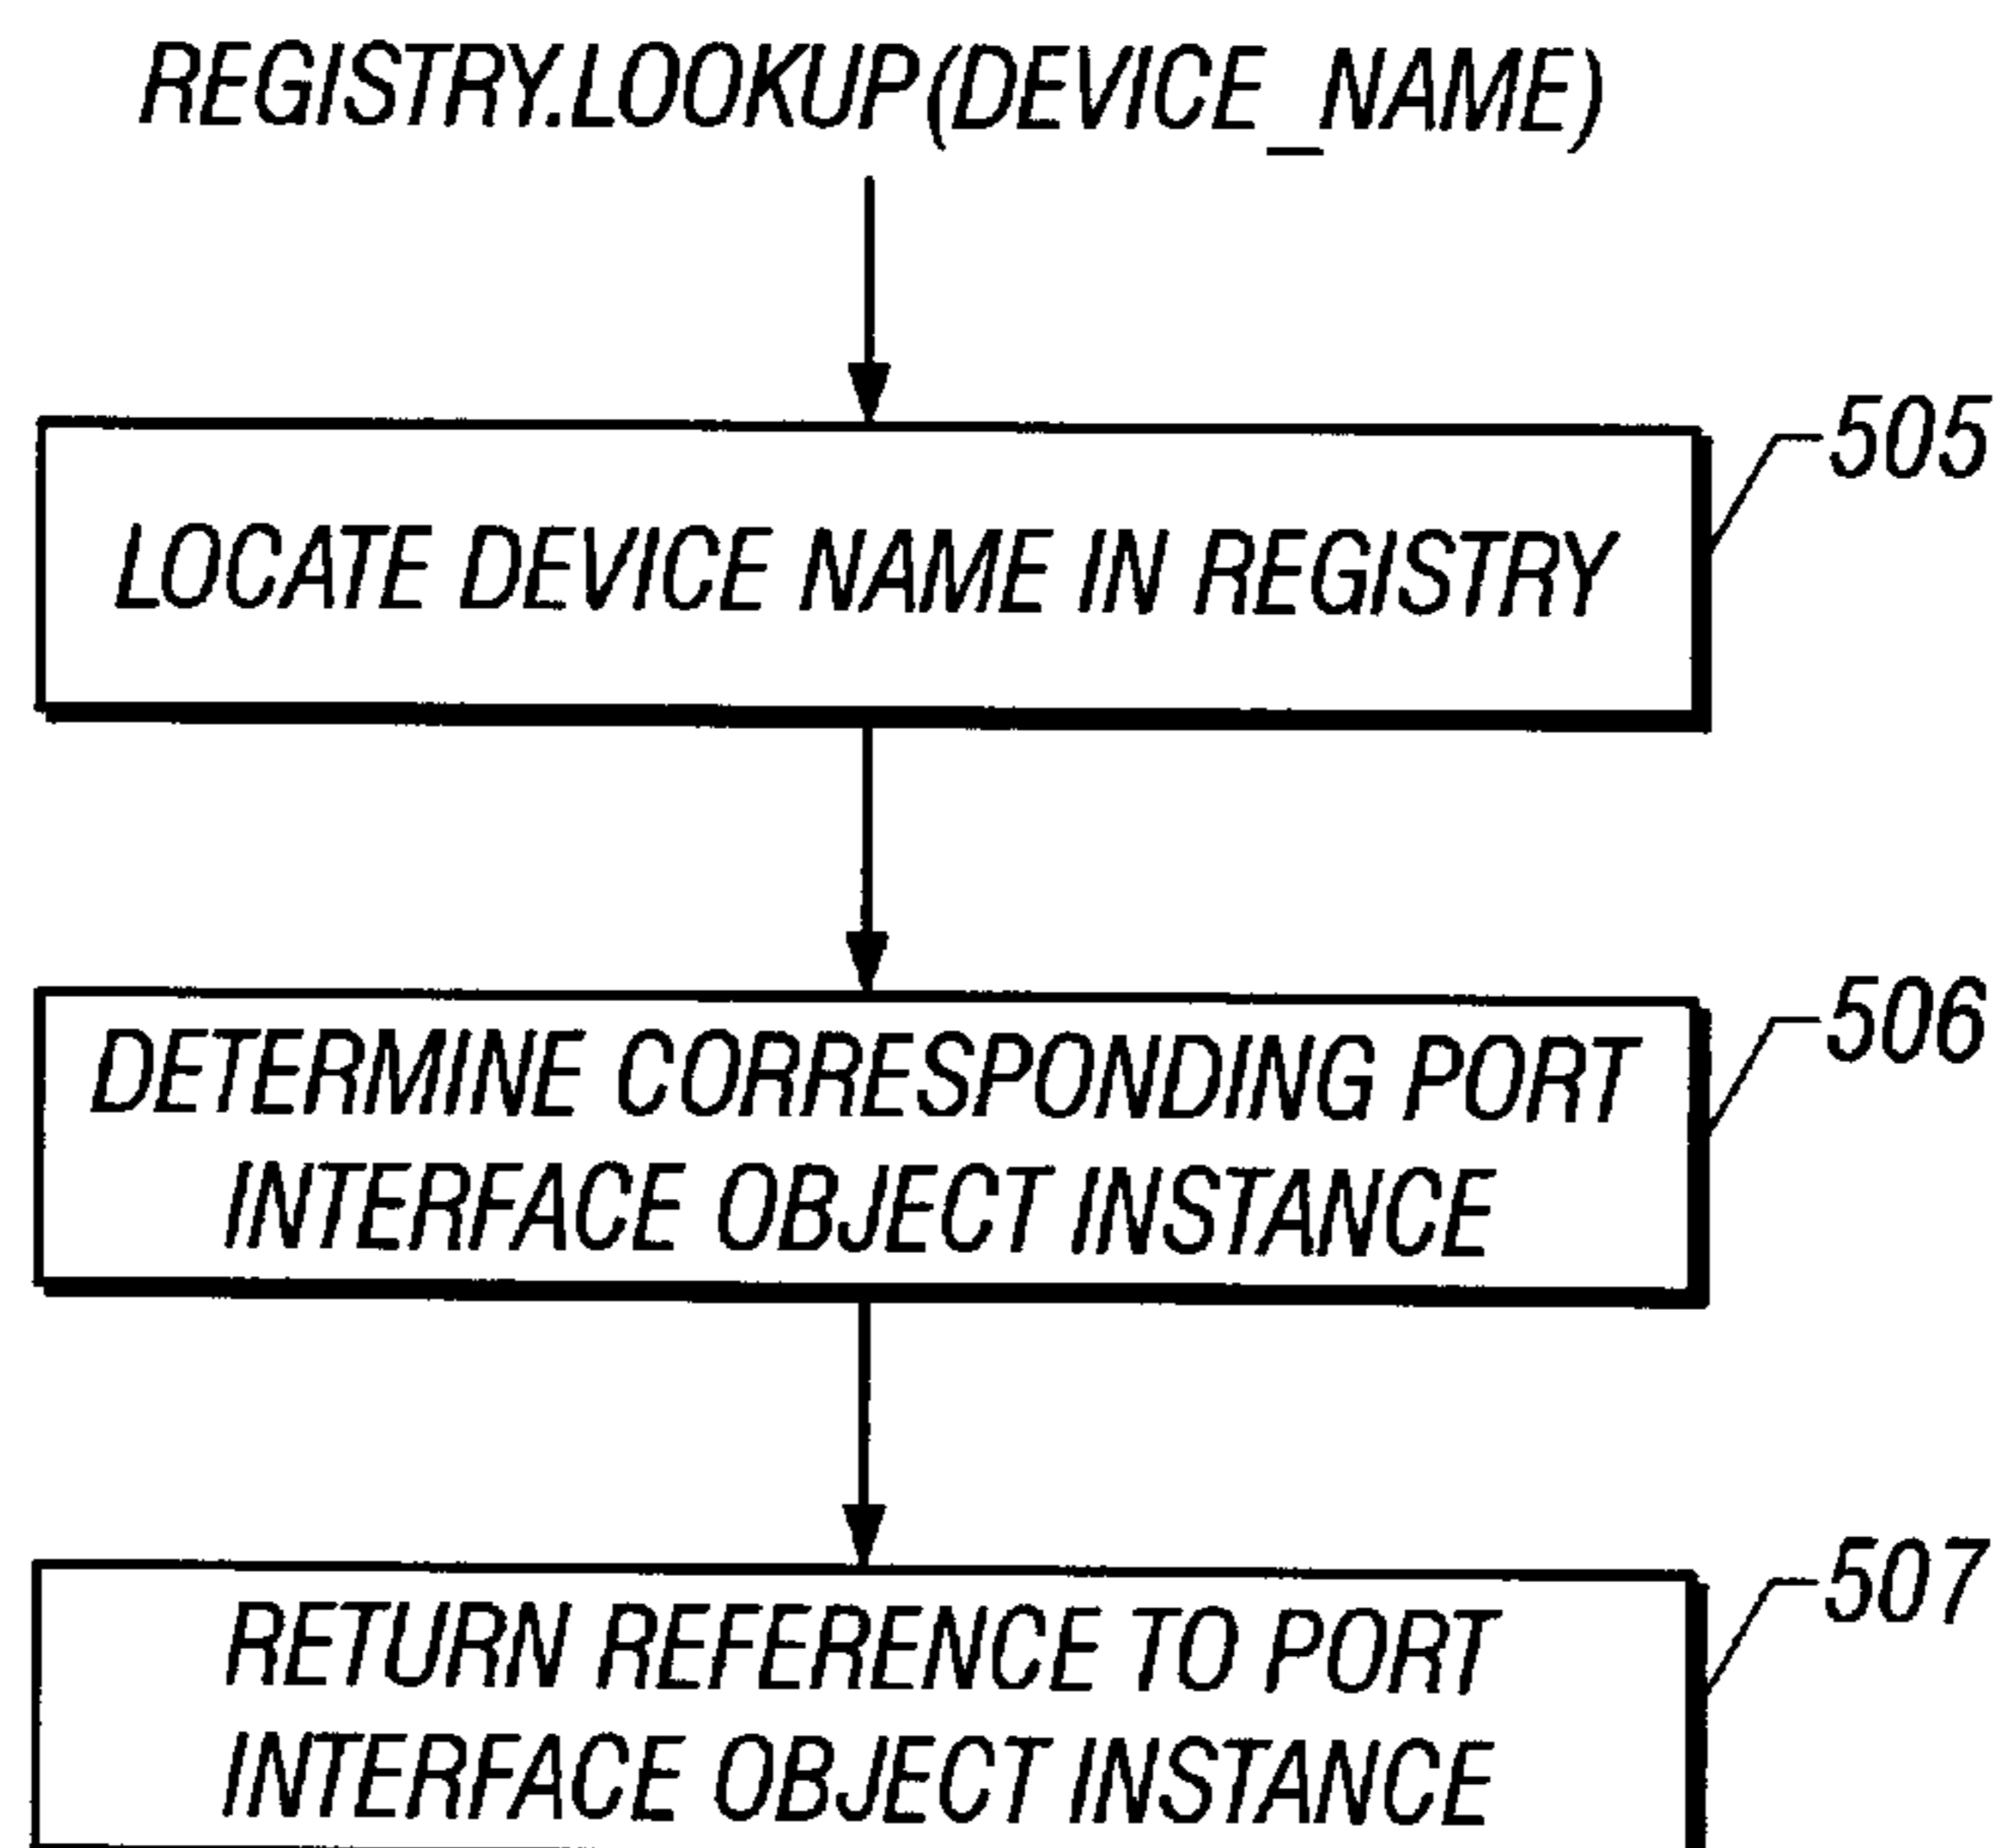 REGISTRY.LOOKUP(DEVICE_NAME)
505
LOCATE DEVICE NAME IN REGISTRY
506
DETERMINE CORRESPONDING PORT
INTERFACE OBJECT INSTANCE
507
RETURN REFERENCE TO PORT
INTERFACE OBJECT INSTANCE